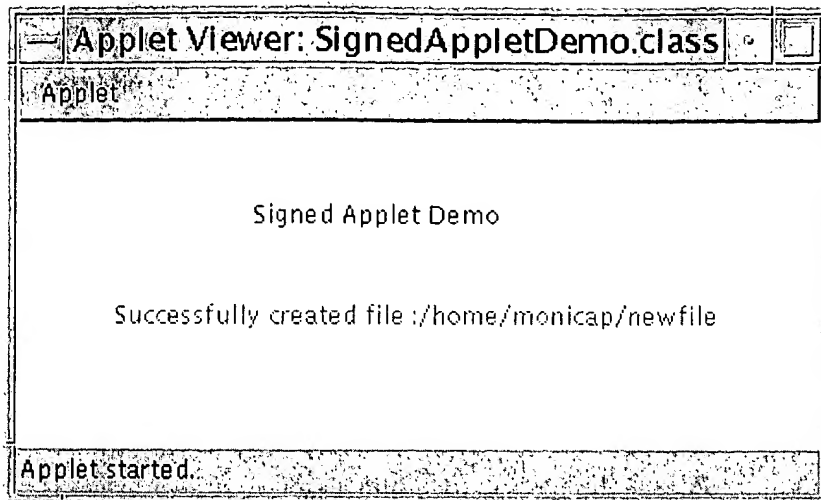 Applet Viewer: SignedAppletDemo.class
Applet
Signed Applet Demo
Successfully created file :/home/monicap/newfile
Applet started.